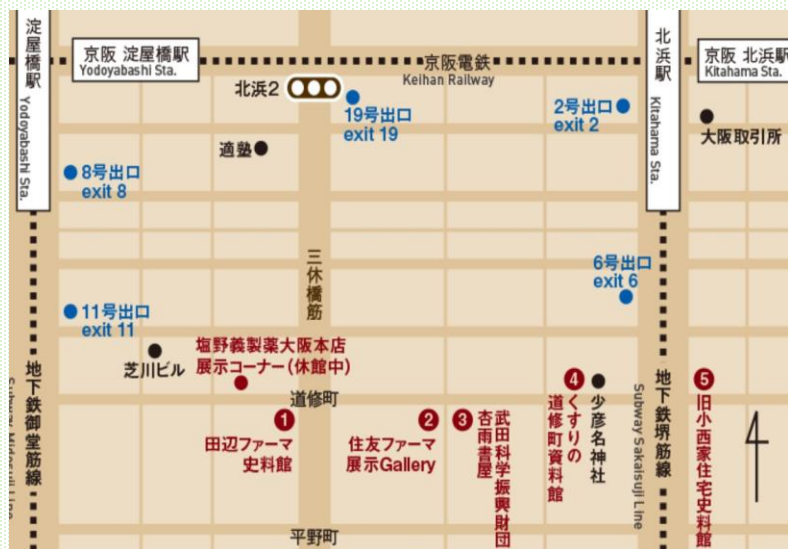 淀屋橋駅
Yodoyabashi Sta.
京阪 淀屋橋駅
Yodoyabashi Sta.
京阪電鉄
Keihan Railway
北浜駅
Kitahama Sta.
京阪 北浜駅
Kitahama Sta.
北浜2
19号出口
exit 19
2号出口
exit 2
大阪取引所
適塾
8号出口
exit 8
三休橋筋
6号出口
exit 6
11号出口
exit 11
芝川ビル
塩野義製薬大阪本店
展示コーナー(休館中)
道修町
1
田辺ファーマ
史料館
2
住友ファーマ
展示Gallery
3
武田科学振興財団
杏雨書屋
4
くすりの
道修町資料館
少彦名神社
5
旧小西家住宅史料館
地下鉄御堂筋線
Subway Midosuji Line
地下鉄堺筋線
Subway Sakaisuji Line
平野町